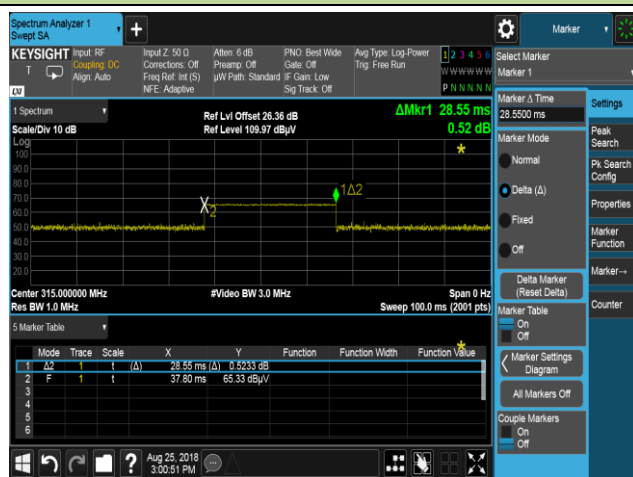 Spectrum Analyzer 1
Swept SA
KEYSIGHT
Input: RF
Coupling: DC
Align: Auto
Input Z: 50 Ω
Corrections: Off
Freq Ref: Int (S)
NFE: Adaptive
Atten: 6 dB
Preamp: Off
µW Path: Standard
PNO: Best Wide
Gate: Off
IF Gain: Low
Sig Track: Off
Avg Type: Log-Power
Trig: Free Run
1 2 3 4 5 6
W W W W W W
P N N N N N
LXI
1 Spectrum
Scale/Div 10 dB
Ref Lvl Offset 26.36 dB
Ref Level 109.97 dBµV
ΔMkr1 28.55 ms
0.52 dB
Log
100
90.0
80.0
70.0
60.0
50.0
40.0
30.0
20.0
X2
1Δ2
Center 315.000000 MHz
Res BW 1.0 MHz
#Video BW 3.0 MHz
Span 0 Hz
Sweep 100.0 ms (2001 pts)
5 Marker Table
Mode Trace Scale X Y Function Function Width Function Value
1 Δ2 1 t (Δ) 28.55 ms (Δ) 0.5233 dB
2 F 1 t 37.80 ms 65.33 dBµV
3
4
5
6
Aug 25, 2018
3:00:51 PM
Marker
Select Marker
Marker 1
Marker Δ Time
28.5500 ms
Marker Mode
Normal
Delta (Δ)
Fixed
Off
Delta Marker
(Reset Delta)
Marker Table
On
Off
Marker Settings
Diagram
All Markers Off
Couple Markers
On
Off
Settings
Peak
Search
Pk Search
Config
Properties
Marker
Function
Marker→
Counter